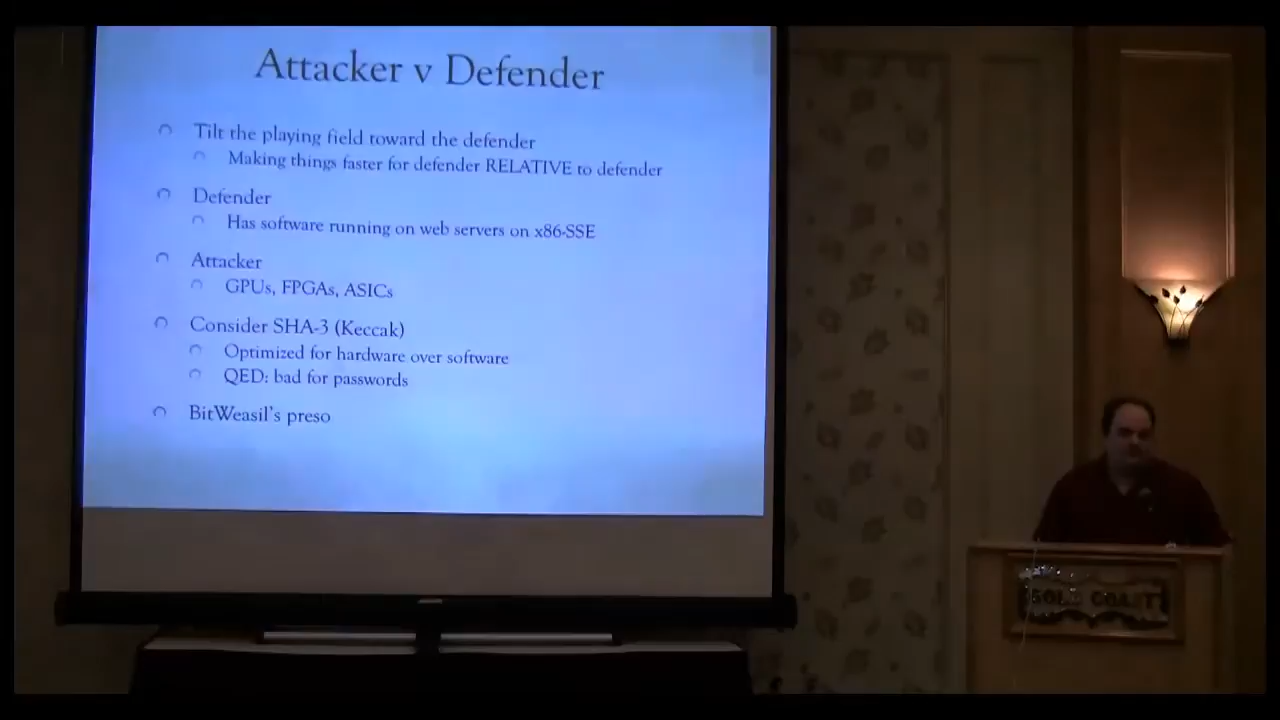 Attacker v Defender
Tilt the playing field toward the defender
Making things faster for defender RELATIVE to defender
Defender
Has software running on web servers on x86-SSE
Attacker
GPUs, FPGAs, ASICs
Consider SHA-3 (Keccak)
Optimized for hardware over software
QED: bad for passwords
BitWeasil's preso
GOLD COAST